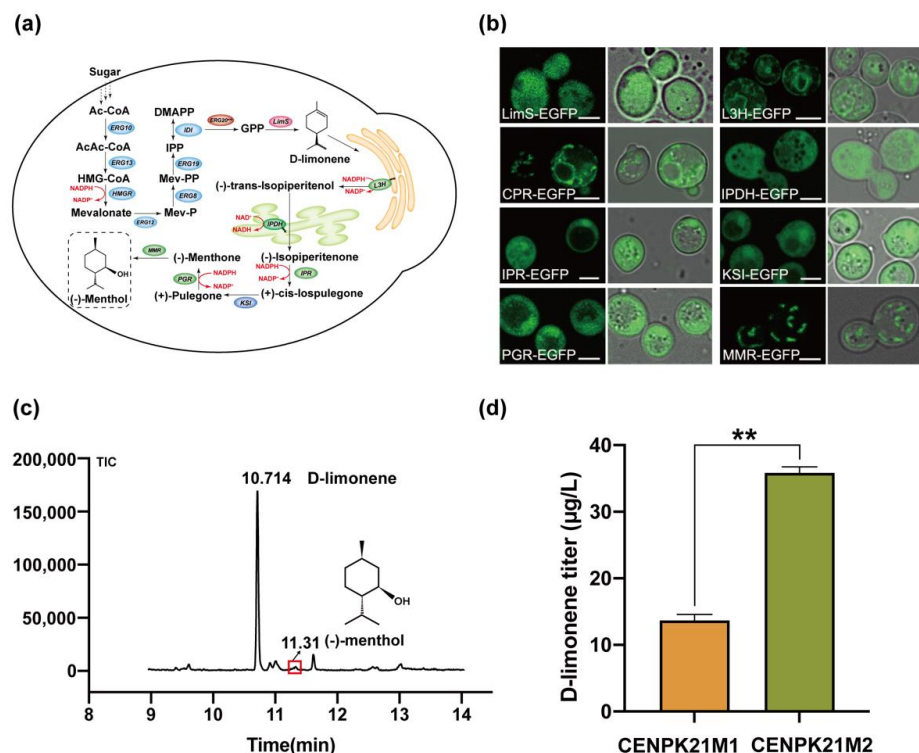 (a)
Sugar
Ac-CoA
ERG10
AcAc-CoA
ERG13
HMG-CoA
NADPH
HMGR
NADP⁺
Mevalonate
ERG12
Mev-P
ERG8
Mev-PP
ERG19
IPP
IDI
DMAPP
GPP
LimS
D-limonene
L3H
NADPH
NADP⁺
(-)-trans-Isopiperitenol
NAD⁺
NADH
IPDH
(-)-Isopiperitenone
NADPH
NADP⁺
IPR
(+)-cis-Iospulegone
KSI
(+)-Pulegone
PGR
NADPH
NADP⁺
(-)-Menthone
MMR
OH
(-)-Menthol
(b)
LimS-EGFP
L3H-EGFP
CPR-EGFP
IPDH-EGFP
IPR-EGFP
KSI-EGFP
PGR-EGFP
MMR-EGFP
(c)
200,000
150,000
100,000
50,000
0
TIC
10.714 D-limonene
OH
11.31
(-)-menthol
8 9 10 11 12 13 14
Time(min)
(d)
D-limonene titer (µg/L)
40
30
20
10
0
**
CENPK21M1 CENPK21M2